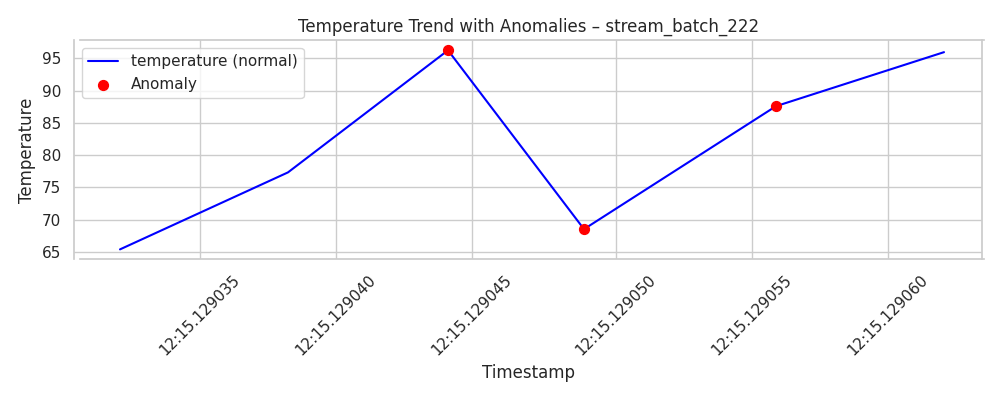 Temperature Trend with Anomalies – stream_batch_222
temperature (normal)
Anomaly
Temperature
95
90
85
80
75
70
65
12:15.129035
12:15.129040
12:15.129045
12:15.129050
12:15.129055
12:15.129060
Timestamp